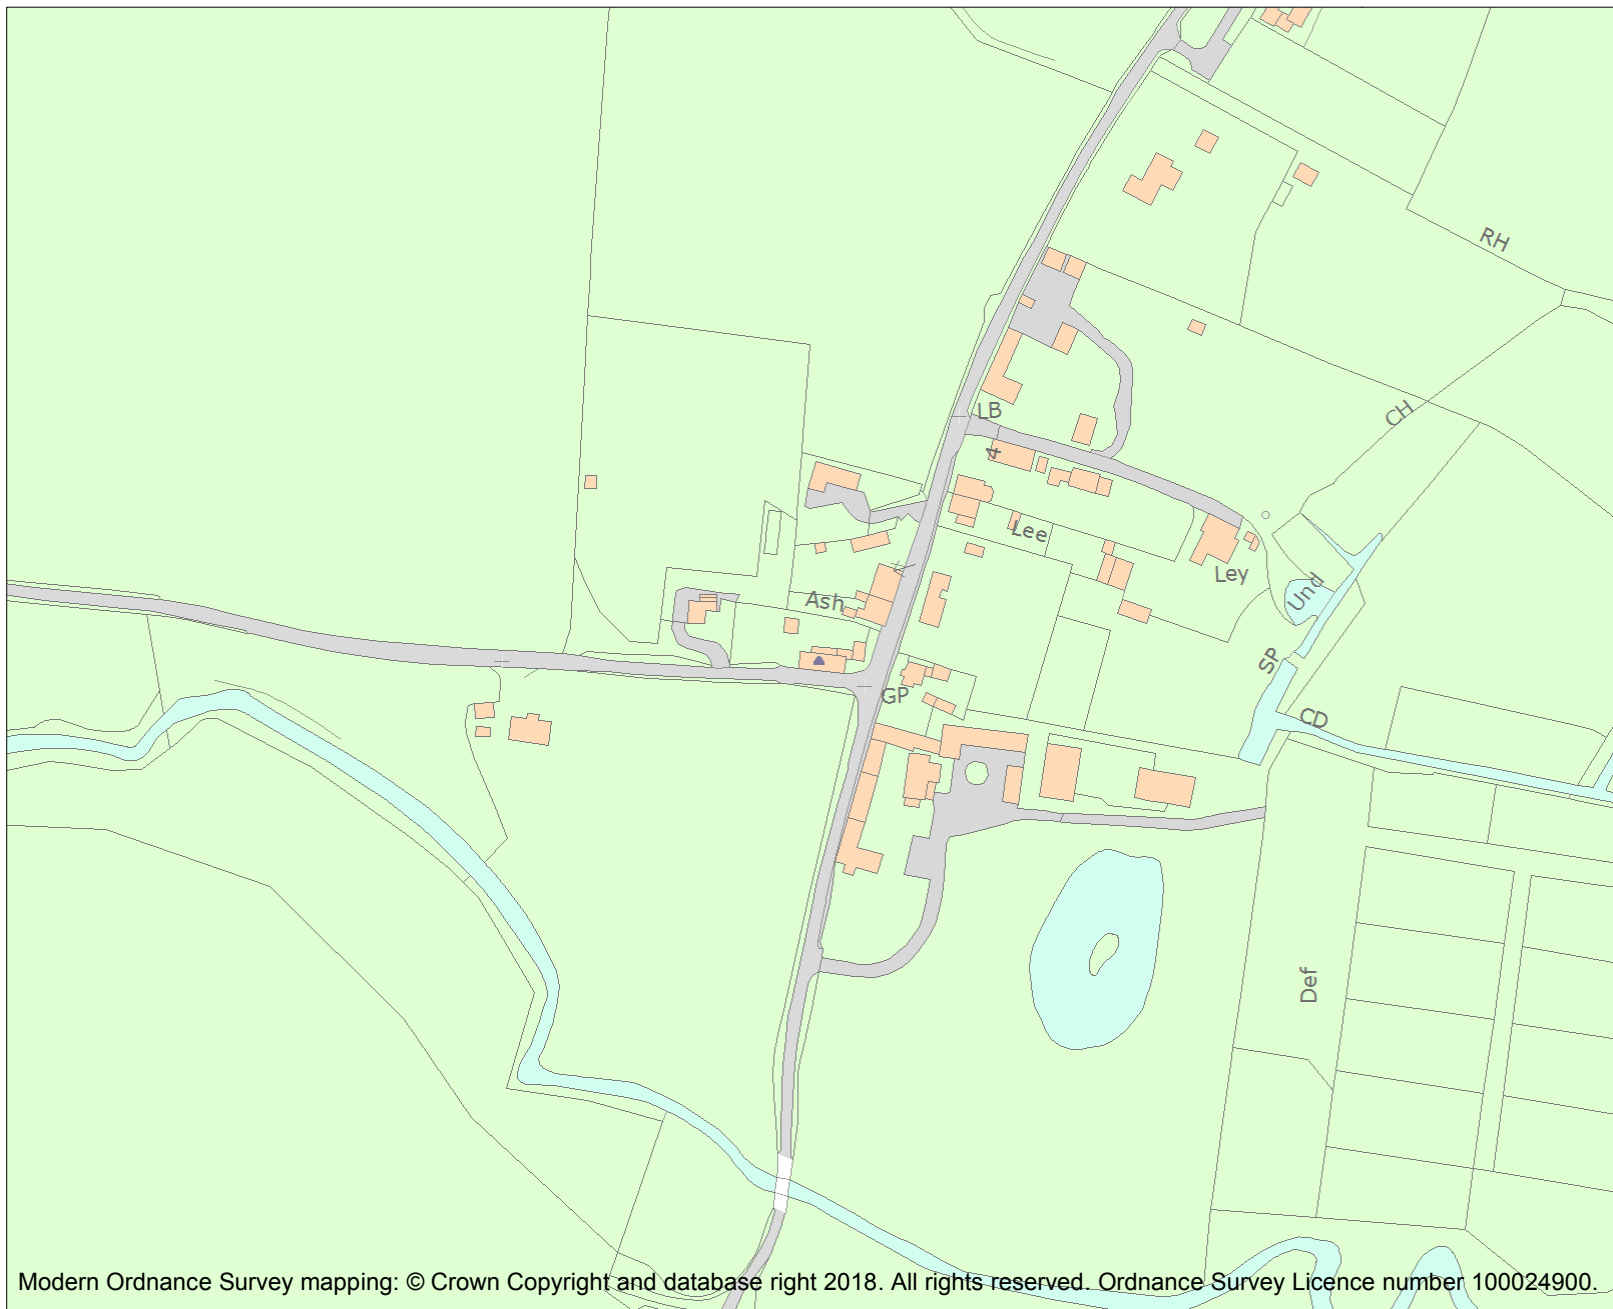 RH
CH
LB
4
Lee
Ley
Und
Ash
SP
GP
CD
Def
Modern Ordnance Survey mapping: © Crown Copyright and database right 2018. All rights reserved. Ordnance Survey Licence number 100024900.